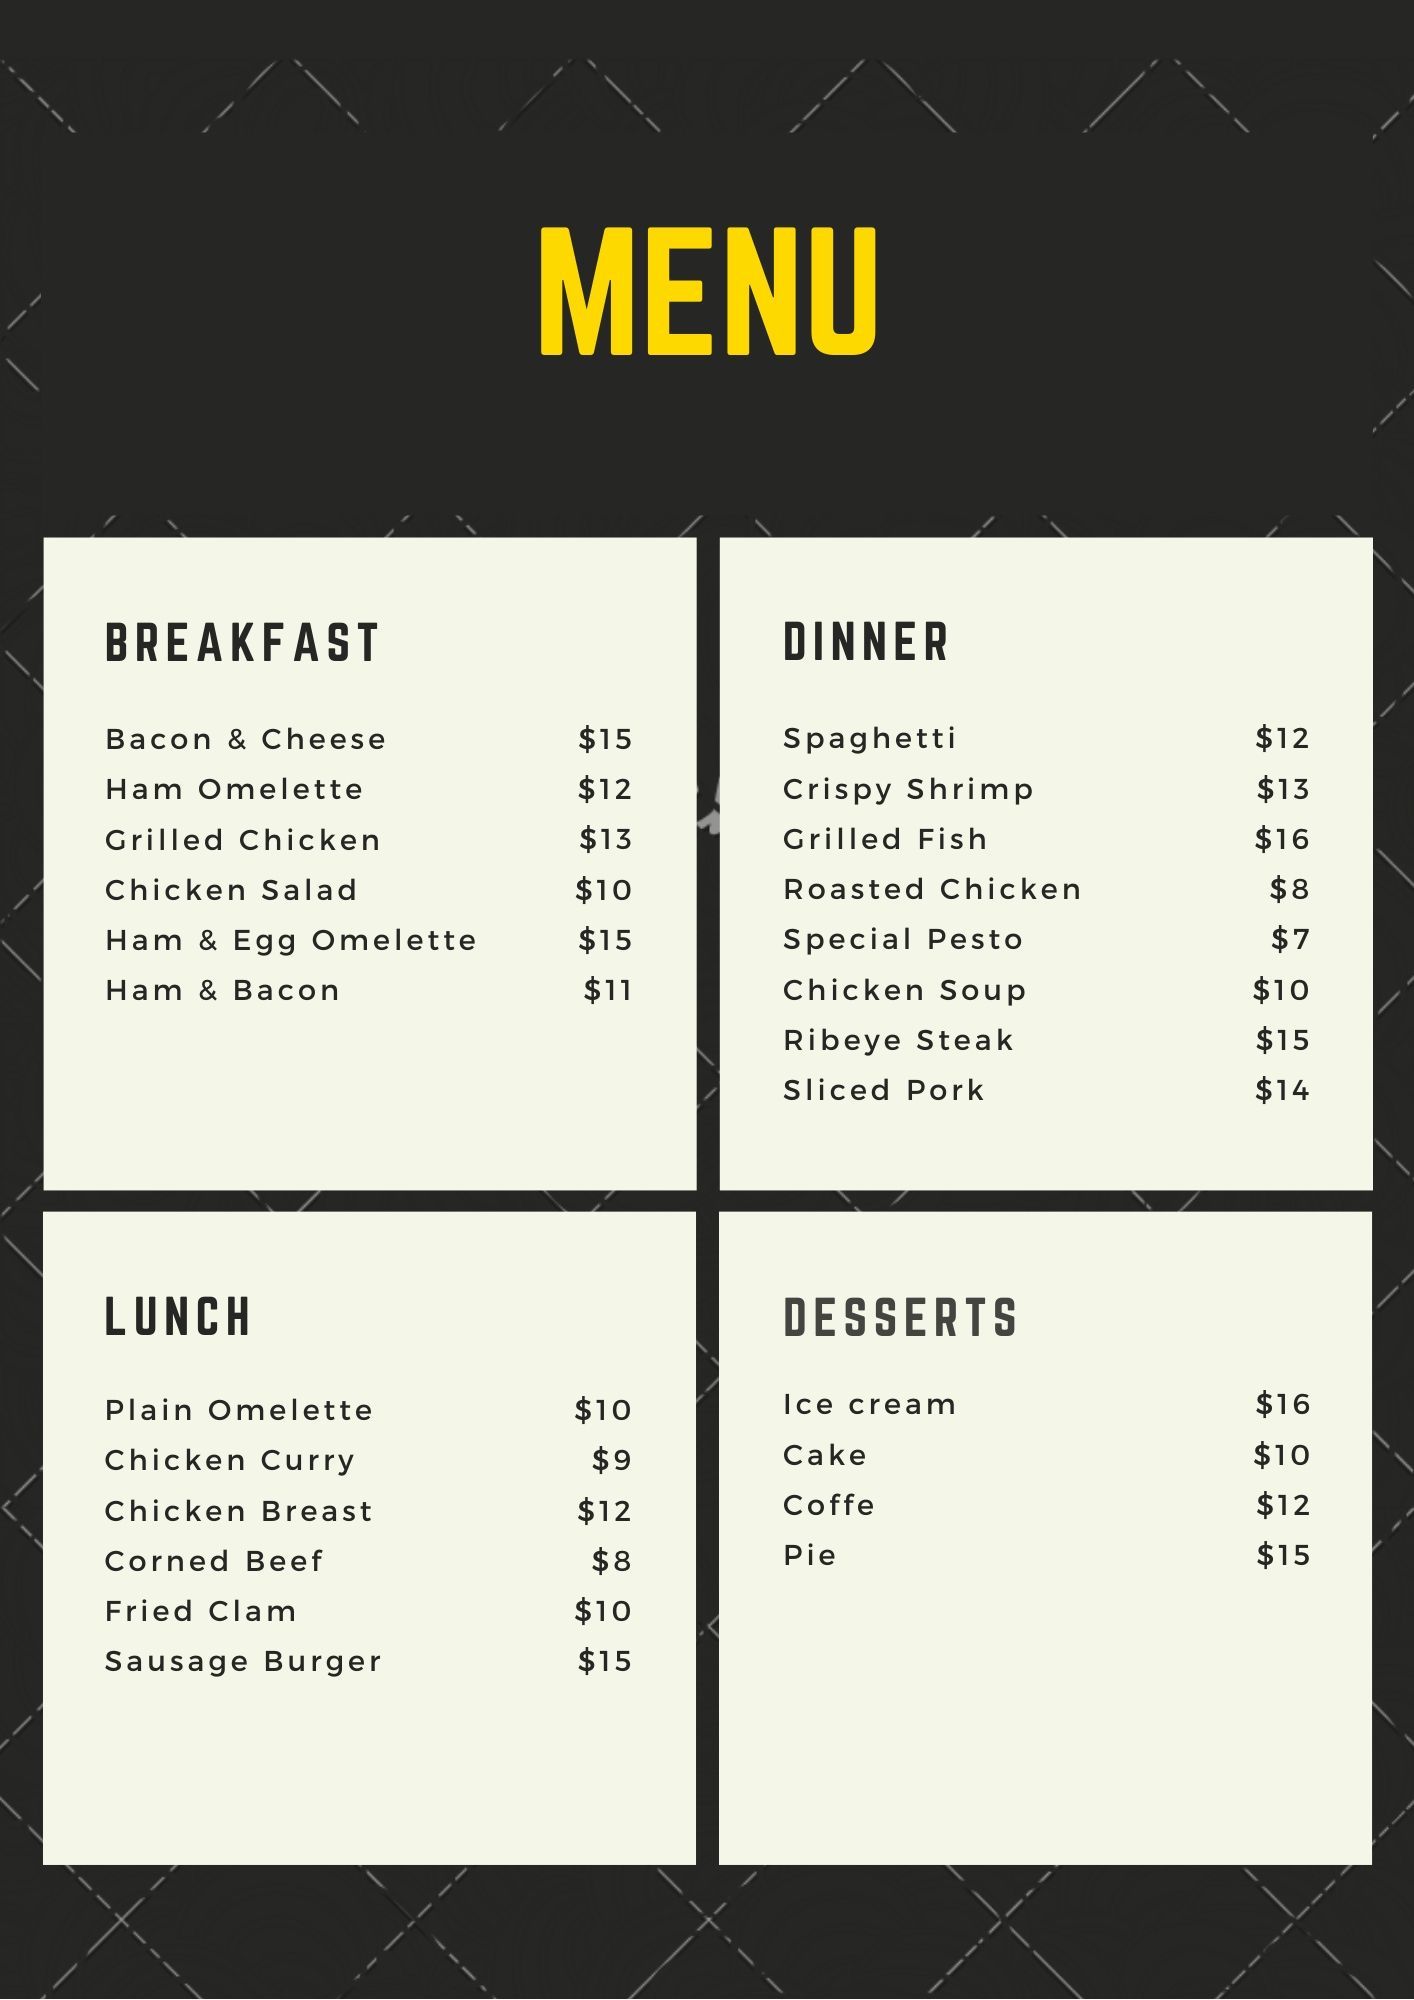 MENU
BREAKFAST
Bacon & Cheese $15
Ham Omelette $12
Grilled Chicken $13
Chicken Salad $10
Ham & Egg Omelette $15
Ham & Bacon $11
DINNER
Spaghetti $12
Crispy Shrimp $13
Grilled Fish $16
Roasted Chicken $8
Special Pesto $7
Chicken Soup $10
Ribeye Steak $15
Sliced Pork $14
LUNCH
Plain Omelette $10
Chicken Curry $9
Chicken Breast $12
Corned Beef $8
Fried Clam $10
Sausage Burger $15
DESSERTS
Ice cream $16
Cake $10
Coffe $12
Pie $15